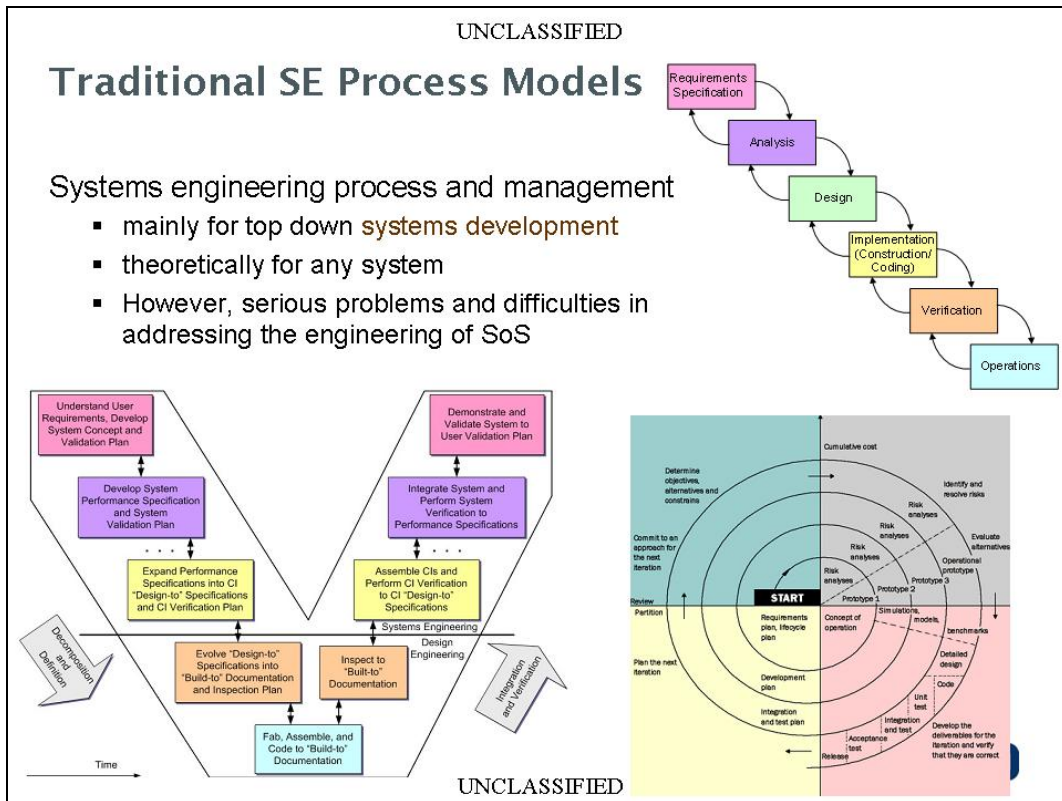 UNCLASSIFIED
Traditional SE Process Models
Systems engineering process and management
▪ mainly for top down systems development
▪ theoretically for any system
▪ However, serious problems and difficulties in
addressing the engineering of SoS
Requirements
Specification
Analysis
Design
Implementation
(Construction/
Coding)
Verification
Operations
Understand User
Requirements, Develop
System Concept and
Validation Plan
Develop System
Performance Specification
and System
Validation Plan
. . .
Expand Performance
Specifications into CI
"Design-to" Specifications
and CI Verification Plan
Evolve "Design-to"
Specifications into
"Build-to" Documentation
and Inspection Plan
Fab, Assemble, and
Code to "Build-to"
Documentation
Inspect to
"Built-to"
Documentation
Assemble CIs and
Perform CI Verification
to CI "Design-to"
Specifications
. . .
Integrate System and
Perform System
Verification to
Performance Specifications
Demonstrate and
Validate System to
User Validation Plan
Systems Engineering
Design
Engineering
Decomposition
and
Definition
Integration
and Verification
Time
Cumulative cost
Determine
objectives,
alternatives and
constrains
Identify and
resolve risks
Risk
analyses
Risk
analyses
Risk
analyses
Risk
analyses
Evaluate
alternatives
Commit to an
approach for the
next
iteration
Operational
prototype
Prototype 3
Prototype 2
Prototype 1
START
Review
Partition
Requirements
plan, lifecycle
plan
Concept of
operation
Simulations,
models,
benchmarks
Plan the next
iteration
Development
plan
Integration
and test plan
Detailed
design
Code
Unit
test
Integration
and test
Acceptance
test
Release
Develop the
deliverables for the
iteration and verify
that they are correct
UNCLASSIFIED